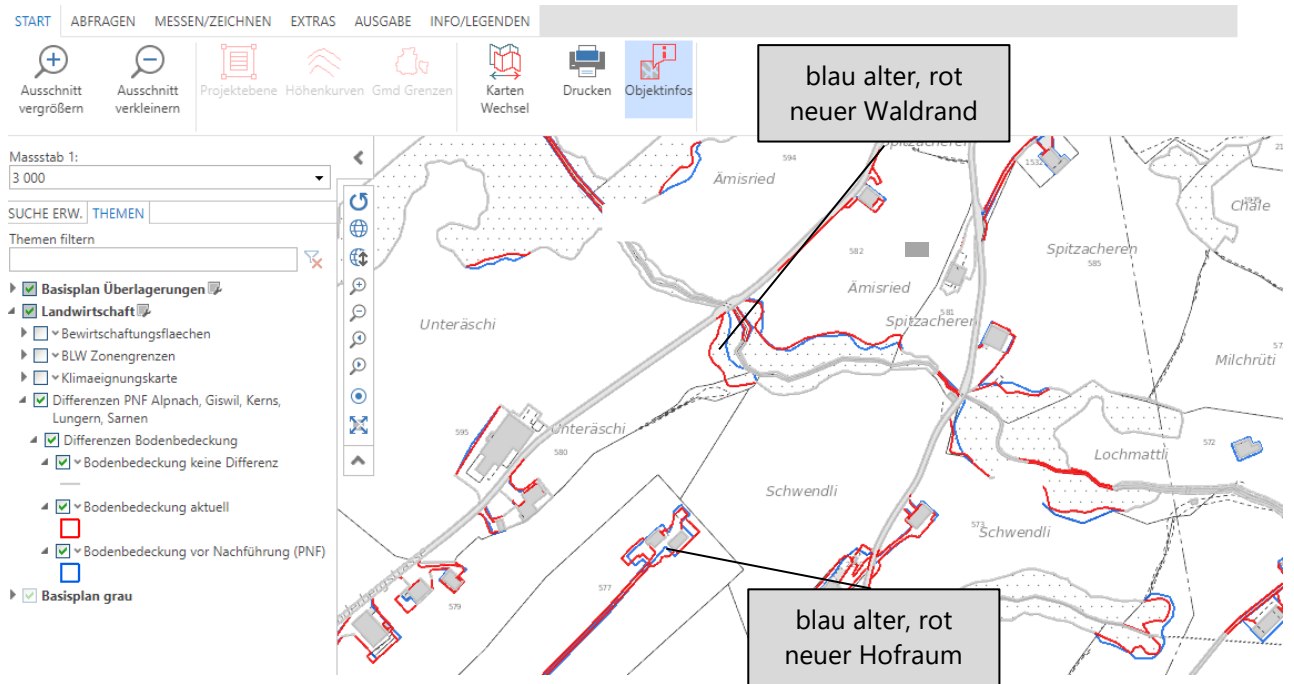 START ABFRAGEN MESSEN/ZEICHNEN EXTRAS AUSGABE INFO/LEGENDEN
Ausschnitt vergrößern
Ausschnitt verkleinern
Projektebene
Höhenkurven
Gmd Grenzen
Karten Wechsel
Drucken
Objektinfos
blau alter, rot
neuer Waldrand
Massstab 1:
3 000
SUCHE ERW. THEMEN
Themen filtern
Basisplan Überlagerungen
Landwirtschaft
Bewirtschaftungsflaechen
BLW Zonengrenzen
Klimaeignungskarte
Differenzen PNF Alpnach, Giswil, Kerns,
Lungern, Sarnen
Differenzen Bodenbedeckung
Bodenbedeckung keine Differenz
Bodenbedeckung aktuell
Bodenbedeckung vor Nachführung (PNF)
Basisplan grau
Spitzacheren
594
Ämisried
1532
21
Chäle
582
Spitzacheren
585
Ämisried
581
Spitzacheren
Unteräschi
57
Milchrüti
595
Unteräschi
580
572
Lochmattli
Schwendli
573
Schwendli
577
579
blau alter, rot
neuer Hofraum